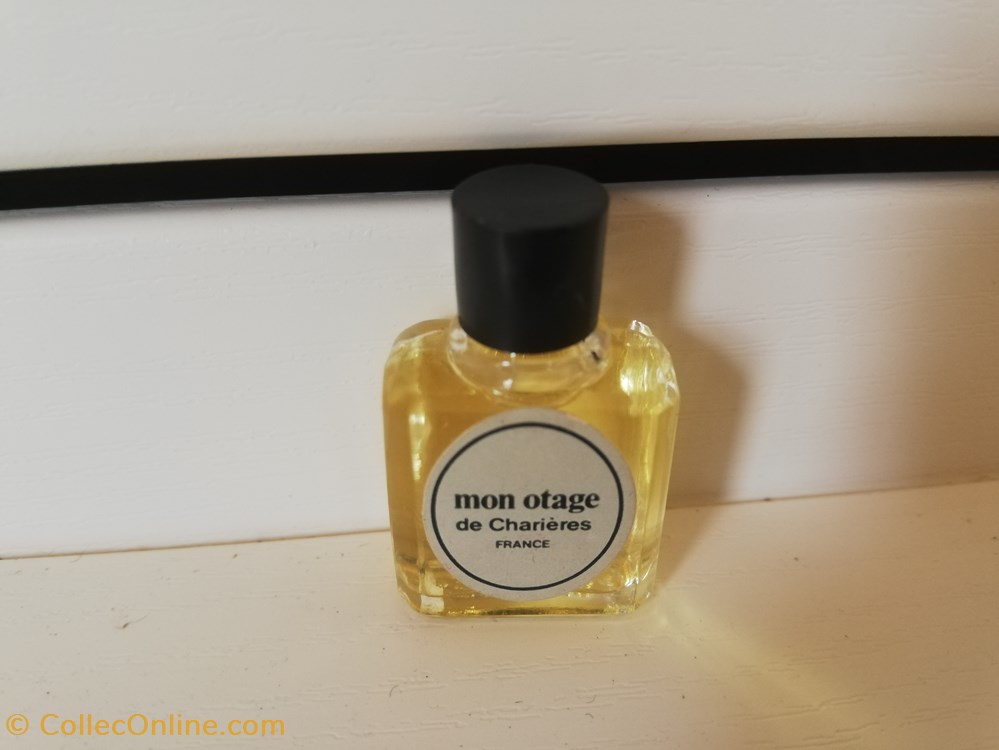 mon otage
de Charières
FRANCE
© CollecOnline.com